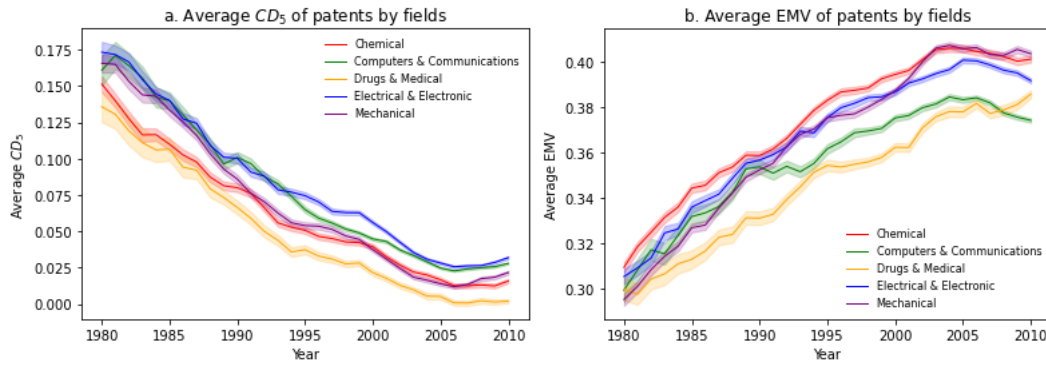 a. Average CD₅ of patents by fields
Average CD₅
0.175
0.150
0.125
0.100
0.075
0.050
0.025
0.000
Chemical
Computers & Communications
Drugs & Medical
Electrical & Electronic
Mechanical
1980 1985 1990 1995 2000 2005 2010
Year
b. Average EMV of patents by fields
Average EMV
0.40
0.38
0.36
0.34
0.32
0.30
Chemical
Computers & Communications
Drugs & Medical
Electrical & Electronic
Mechanical
1980 1985 1990 1995 2000 2005 2010
Year